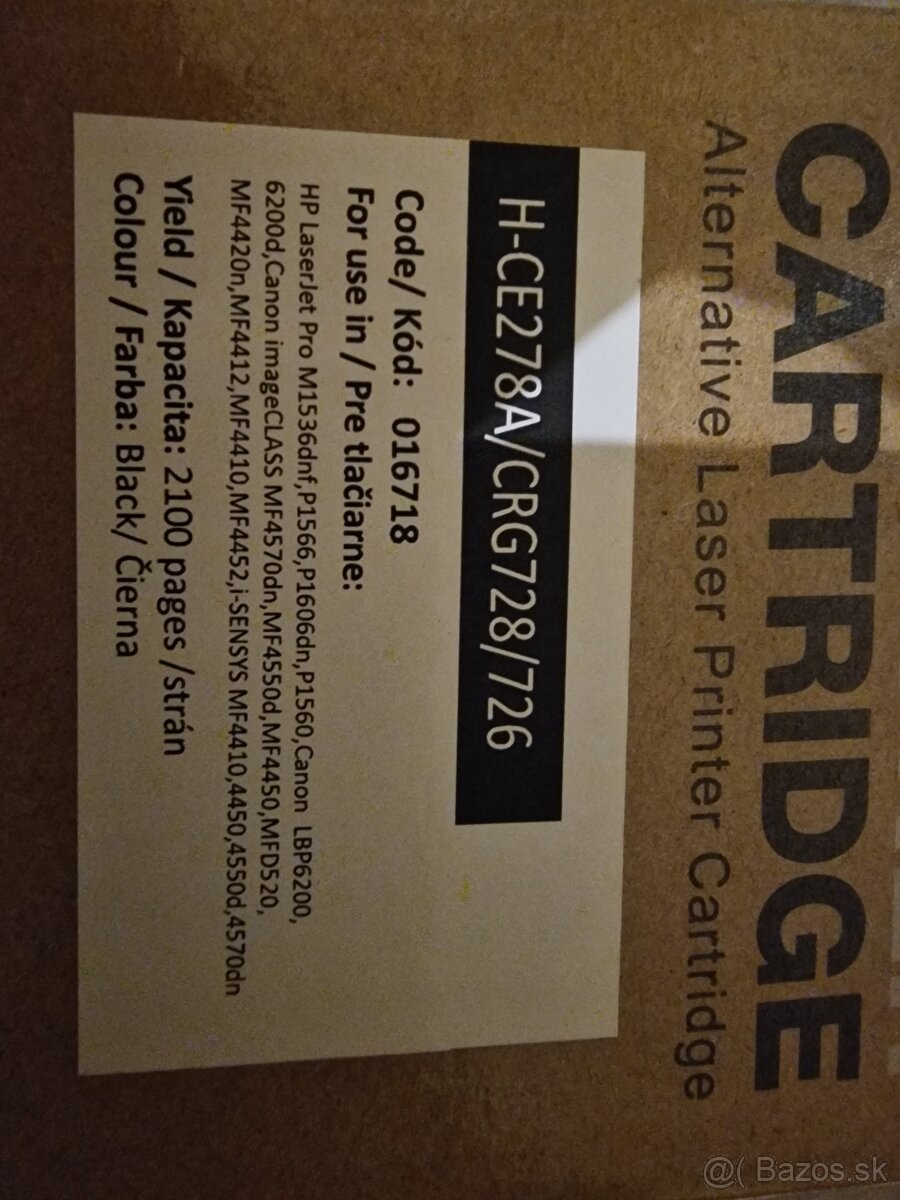 CARTRIDGE
Alternative Laser Printer Cartridge
H-CE278A/CRG728/726
Code/ Kód: 016718
For use in / Pre tlačiarne:
HP LaserJet Pro M1536dnf,P1566,P1606dn,P1560,Canon LBP6200,
6200d,Canon imageCLASS MF4570dn,MF4550d,MF4450,MFD520,
MF4420n,MF4412,MF4410,MF4452,i-SENSYS MF4410,4450,4550d,4570dn
Yield / Kapacita: 2100 pages /strán
Colour / Farba: Black/ Čierna
@( Bazos.sk